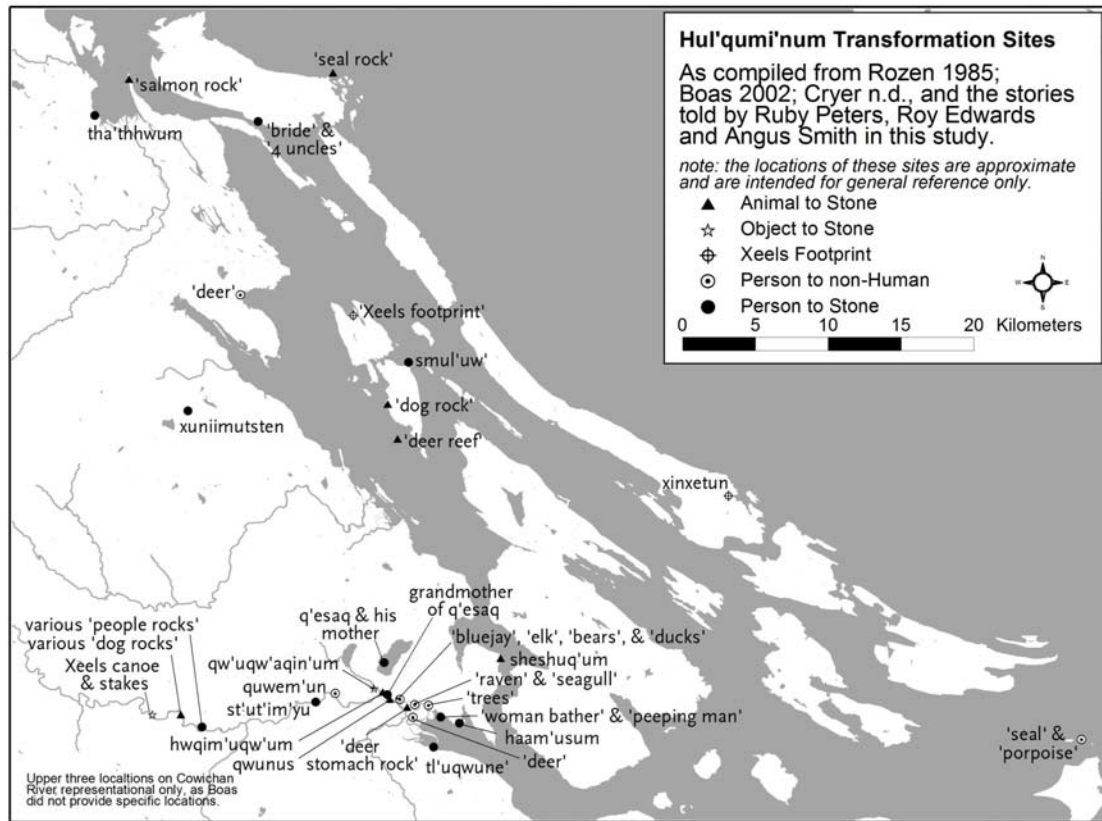 Hul'qumi'num Transformation Sites
As compiled from Rozen 1985;
Boas 2002; Cryer n.d., and the stories
told by Ruby Peters, Roy Edwards
and Angus Smith in this study.
note: the locations of these sites are approximate
and are intended for general reference only.
Animal to Stone
Object to Stone
Xeels Footprint
Person to non-Human
Person to Stone
N
W E
S
0 5 10 15 20 Kilometers
'seal rock'
'salmon rock'
tha'thhwum
'bride' &
'4 uncles'
'deer'
'Xeels footprint'
smul'uw'
'dog rock'
xuniimutsten
'deer reef'
xinxetun
grandmother
of q'esaq
q'esaq & his
mother
various 'people rocks'
various 'dog rocks'
Xeels canoe
& stakes
'bluejay', 'elk', 'bears', & 'ducks'
sheshuq'um
qw'uqw'aqin'um
'raven' & 'seagull'
quwem'un
'trees'
st'ut'im'yu
'woman bather' & 'peeping man'
haam'usum
hwqim'uqw'um
qwunus
'deer
stomach rock'
'deer'
tl'uqwune'
'seal' &
'porpoise'
Upper three localtions on Cowichan
River representational only, as Boas
did not provide specific locations.